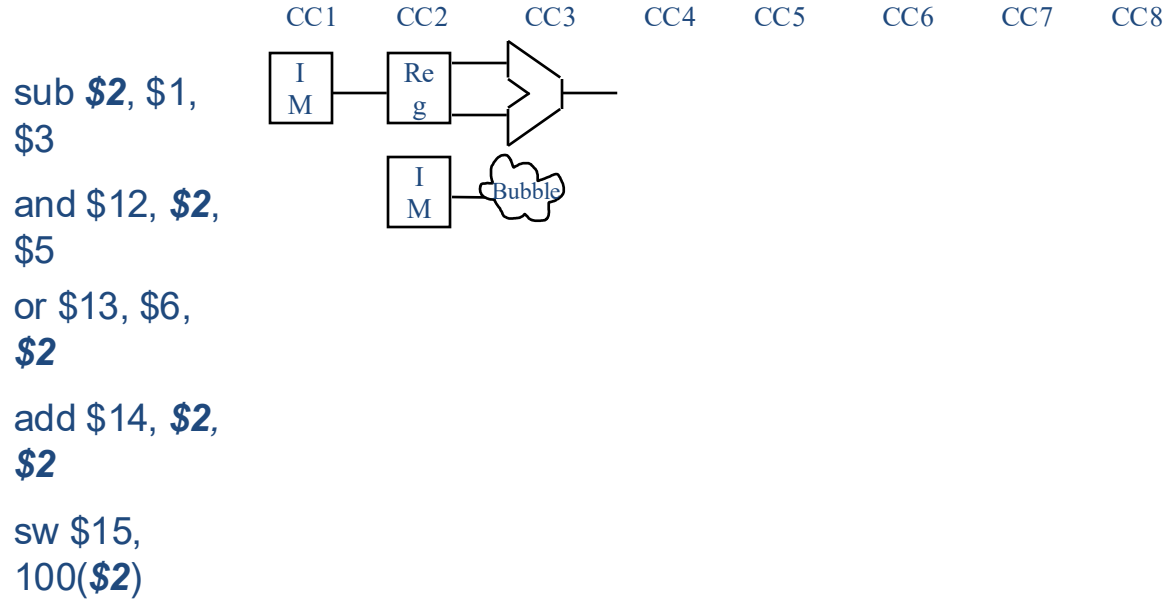 CC1 CC2 CC3 CC4 CC5 CC6 CC7 CC8
I
M
Re
g
sub $2, $1,
$3
I
M
Bubble
and $12, $2,
$5
or $13, $6,
$2
add $14, $2,
$2
sw $15,
100($2)